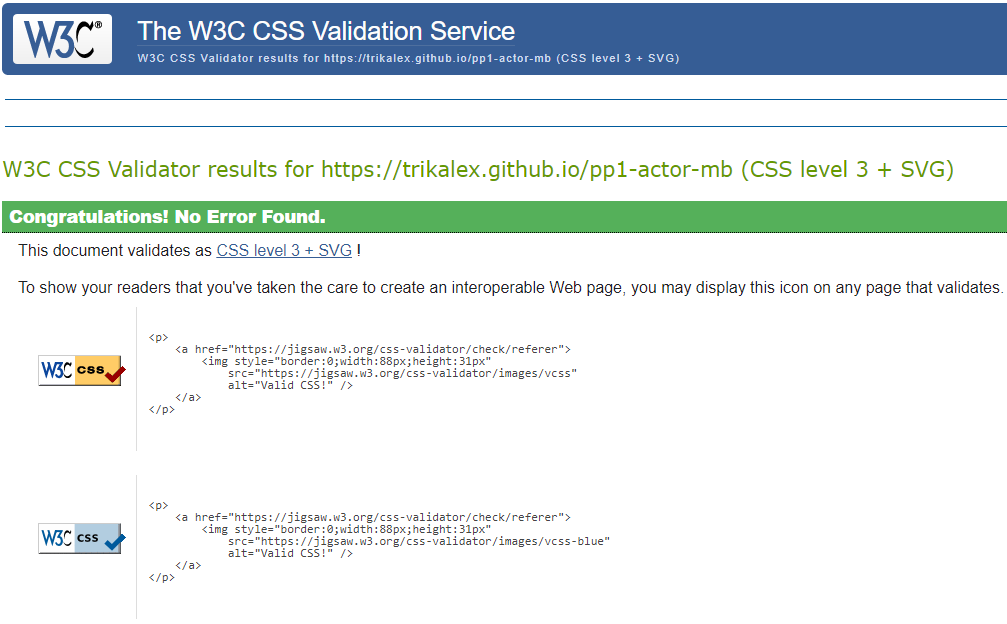 W3C® The W3C CSS Validation Service
W3C CSS Validator results for https://trikalex.github.io/pp1-actor-mb (CSS level 3 + SVG)
W3C CSS Validator results for https://trikalex.github.io/pp1-actor-mb (CSS level 3 + SVG)
Congratulations! No Error Found.
This document validates as CSS level 3 + SVG !
To show your readers that you've taken the care to create an interoperable Web page, you may display this icon on any page that validates.
W3C css
<p>
<a href="https://jigsaw.w3.org/css-validator/check/referer">
<img style="border:0;width:88px;height:31px"
src="https://jigsaw.w3.org/css-validator/images/vcss"
alt="Valid CSS!" />
</a>
</p>
W3C css
<p>
<a href="https://jigsaw.w3.org/css-validator/check/referer">
<img style="border:0;width:88px;height:31px"
src="https://jigsaw.w3.org/css-validator/images/vcss-blue"
alt="Valid CSS!" />
</a>
</p>